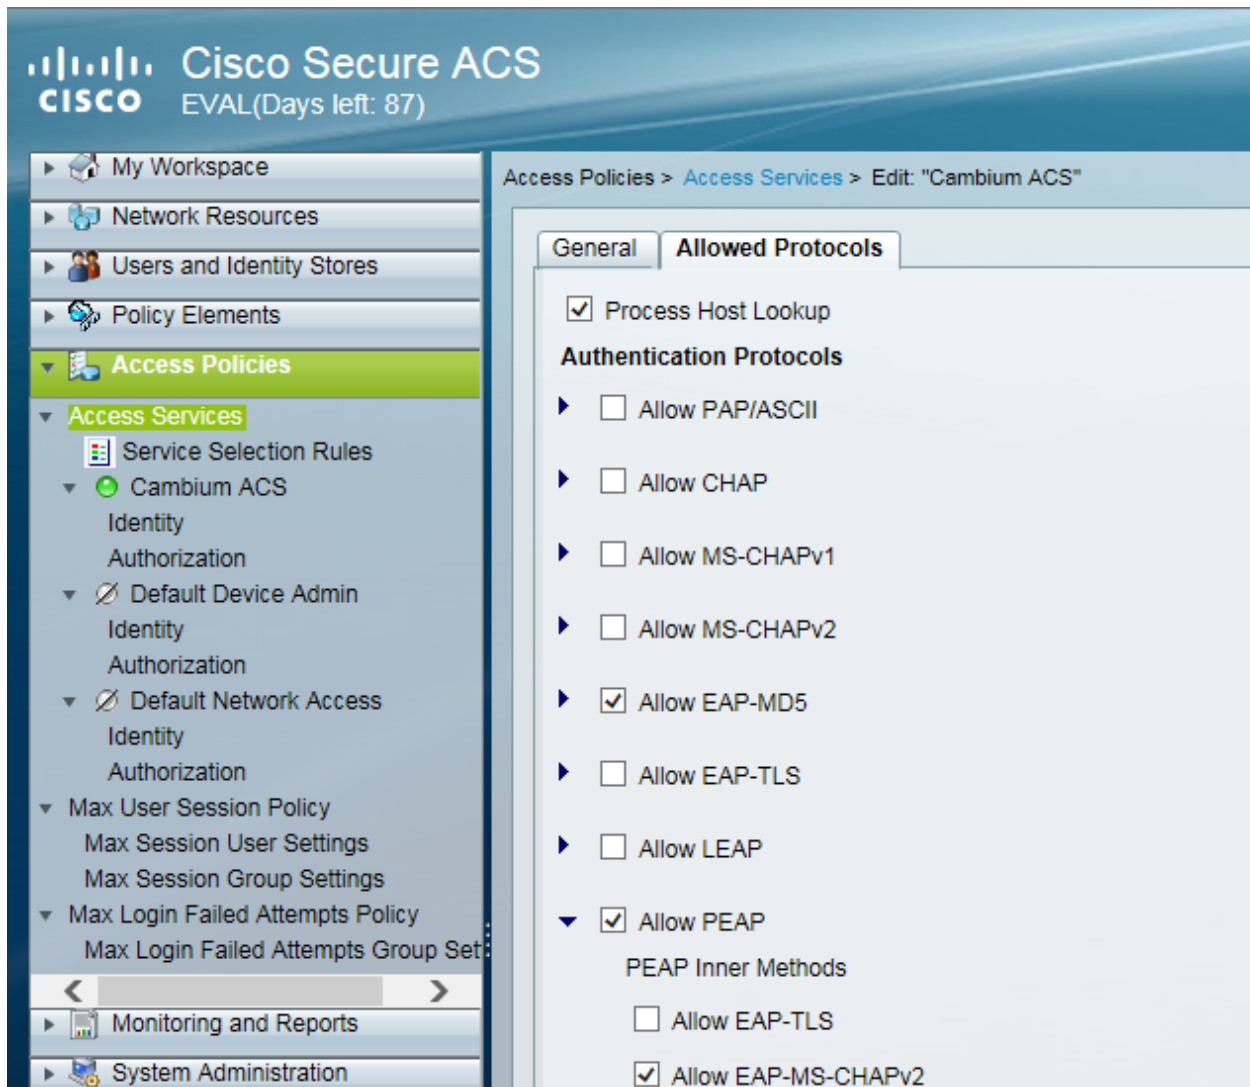 Cisco Secure ACS
CISCO
EVAL(Days left: 87)
My Workspace
Network Resources
Users and Identity Stores
Policy Elements
Access Policies
Access Services
Service Selection Rules
Cambium ACS
Identity
Authorization
Default Device Admin
Identity
Authorization
Default Network Access
Identity
Authorization
Max User Session Policy
Max Session User Settings
Max Session Group Settings
Max Login Failed Attempts Policy
Max Login Failed Attempts Group Set
Monitoring and Reports
System Administration
Access Policies > Access Services > Edit: "Cambium ACS"
General
Allowed Protocols
Process Host Lookup
Authentication Protocols
Allow PAP/ASCII
Allow CHAP
Allow MS-CHAPv1
Allow MS-CHAPv2
Allow EAP-MD5
Allow EAP-TLS
Allow LEAP
Allow PEAP
PEAP Inner Methods
Allow EAP-TLS
Allow EAP-MS-CHAPv2